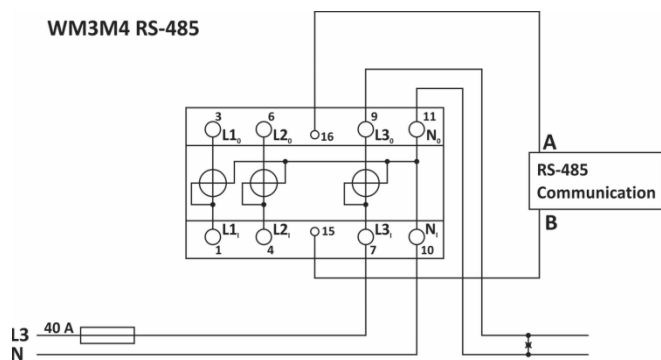 WM3M4 RS-485
3 6 9 11
L1₀ L2₀ 16 L3₀ N₀
A
RS-485
Communication
B
L1ᵢ L2ᵢ 15 L3ᵢ Nᵢ
1 4 7 10
L3 40 A
N